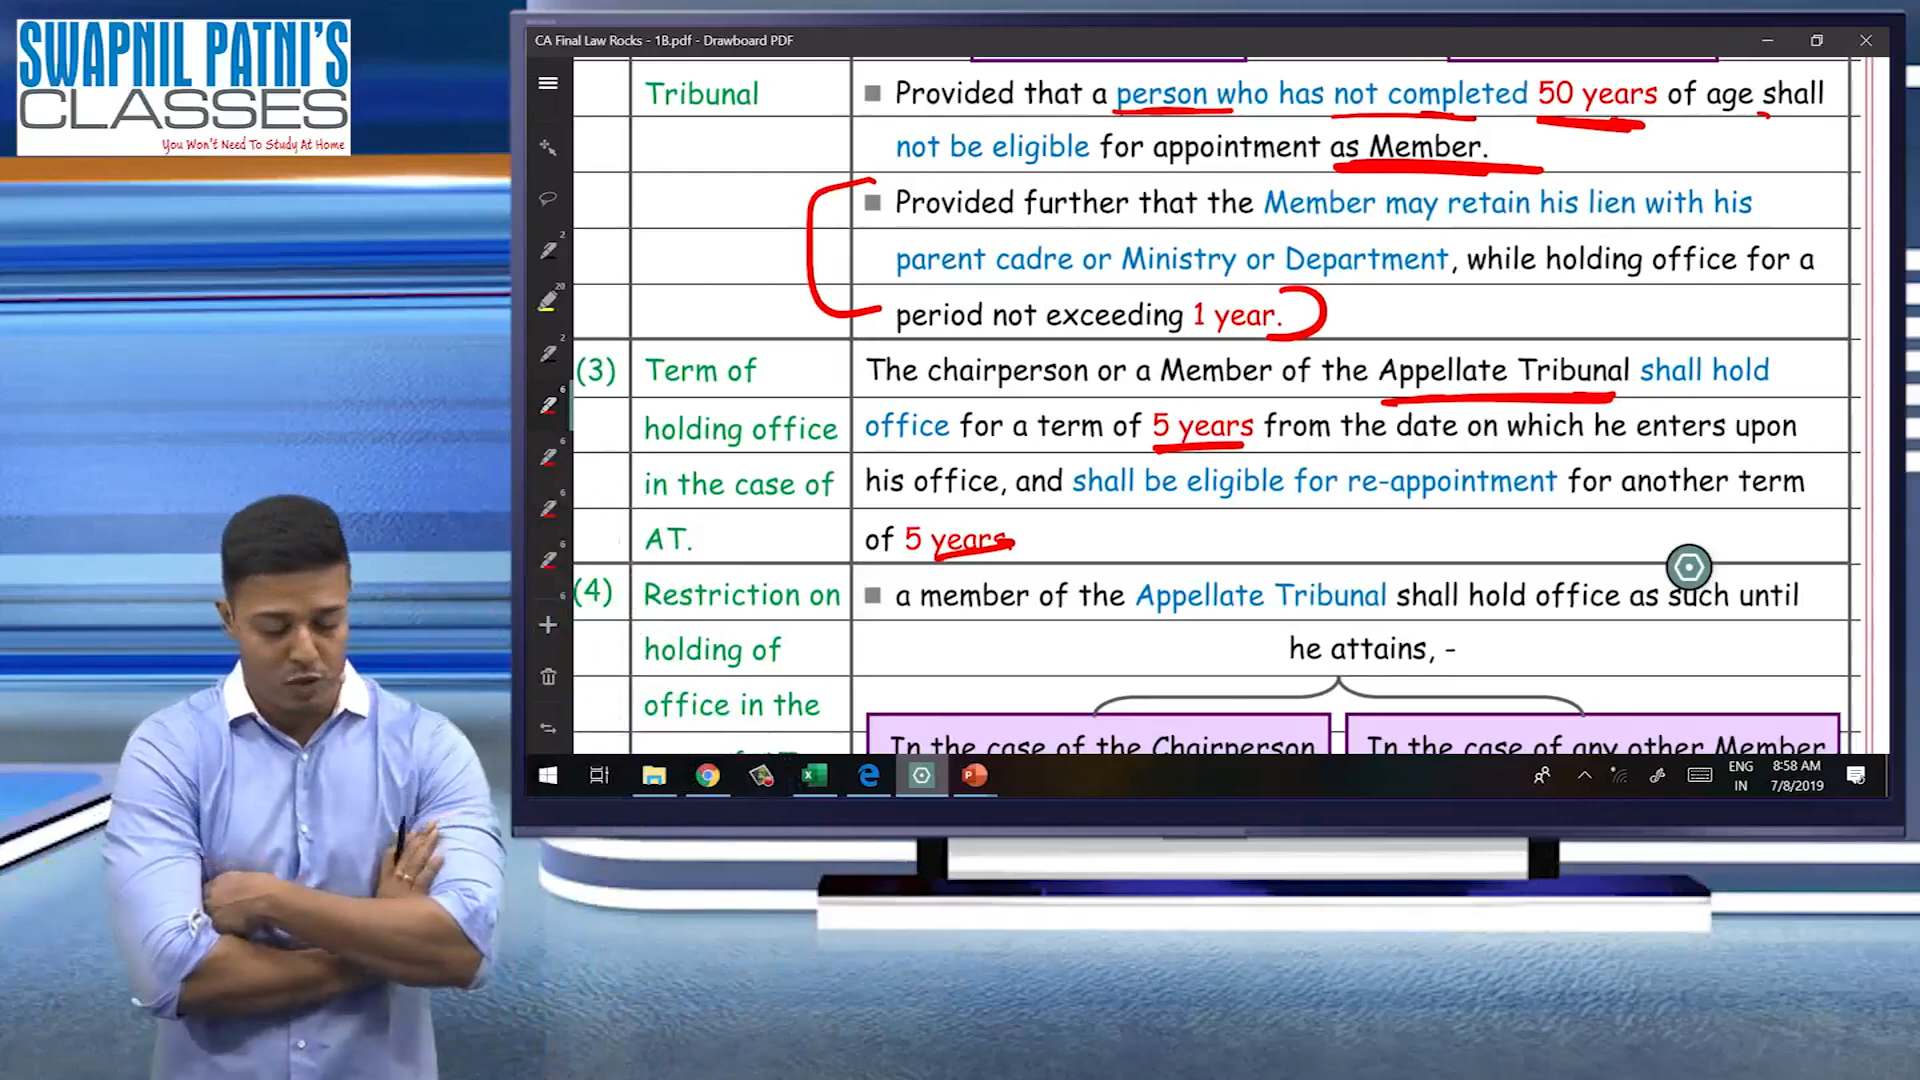 SWAPNIL PATNI'S
CLASSES
You Won't Need To Study At Home
CA Final Law Rocks - 1B.pdf - Drawboard PDF
Tribunal
Provided that a person who has not completed 50 years of age shall
not be eligible for appointment as Member.
Provided further that the Member may retain his lien with his
parent cadre or Ministry or Department, while holding office for a
period not exceeding 1 year.
(3) Term of
holding office
in the case of
AT.
The chairperson or a Member of the Appellate Tribunal shall hold
office for a term of 5 years from the date on which he enters upon
his office, and shall be eligible for re-appointment for another term
of 5 years.
(4) Restriction on
holding of
office in the
a member of the Appellate Tribunal shall hold office as such until
he attains, -
In the case of the Chairperson
In the case of any other Member
2
20
2
6
6
6
6
6
ENG
IN
8:58 AM
7/8/2019